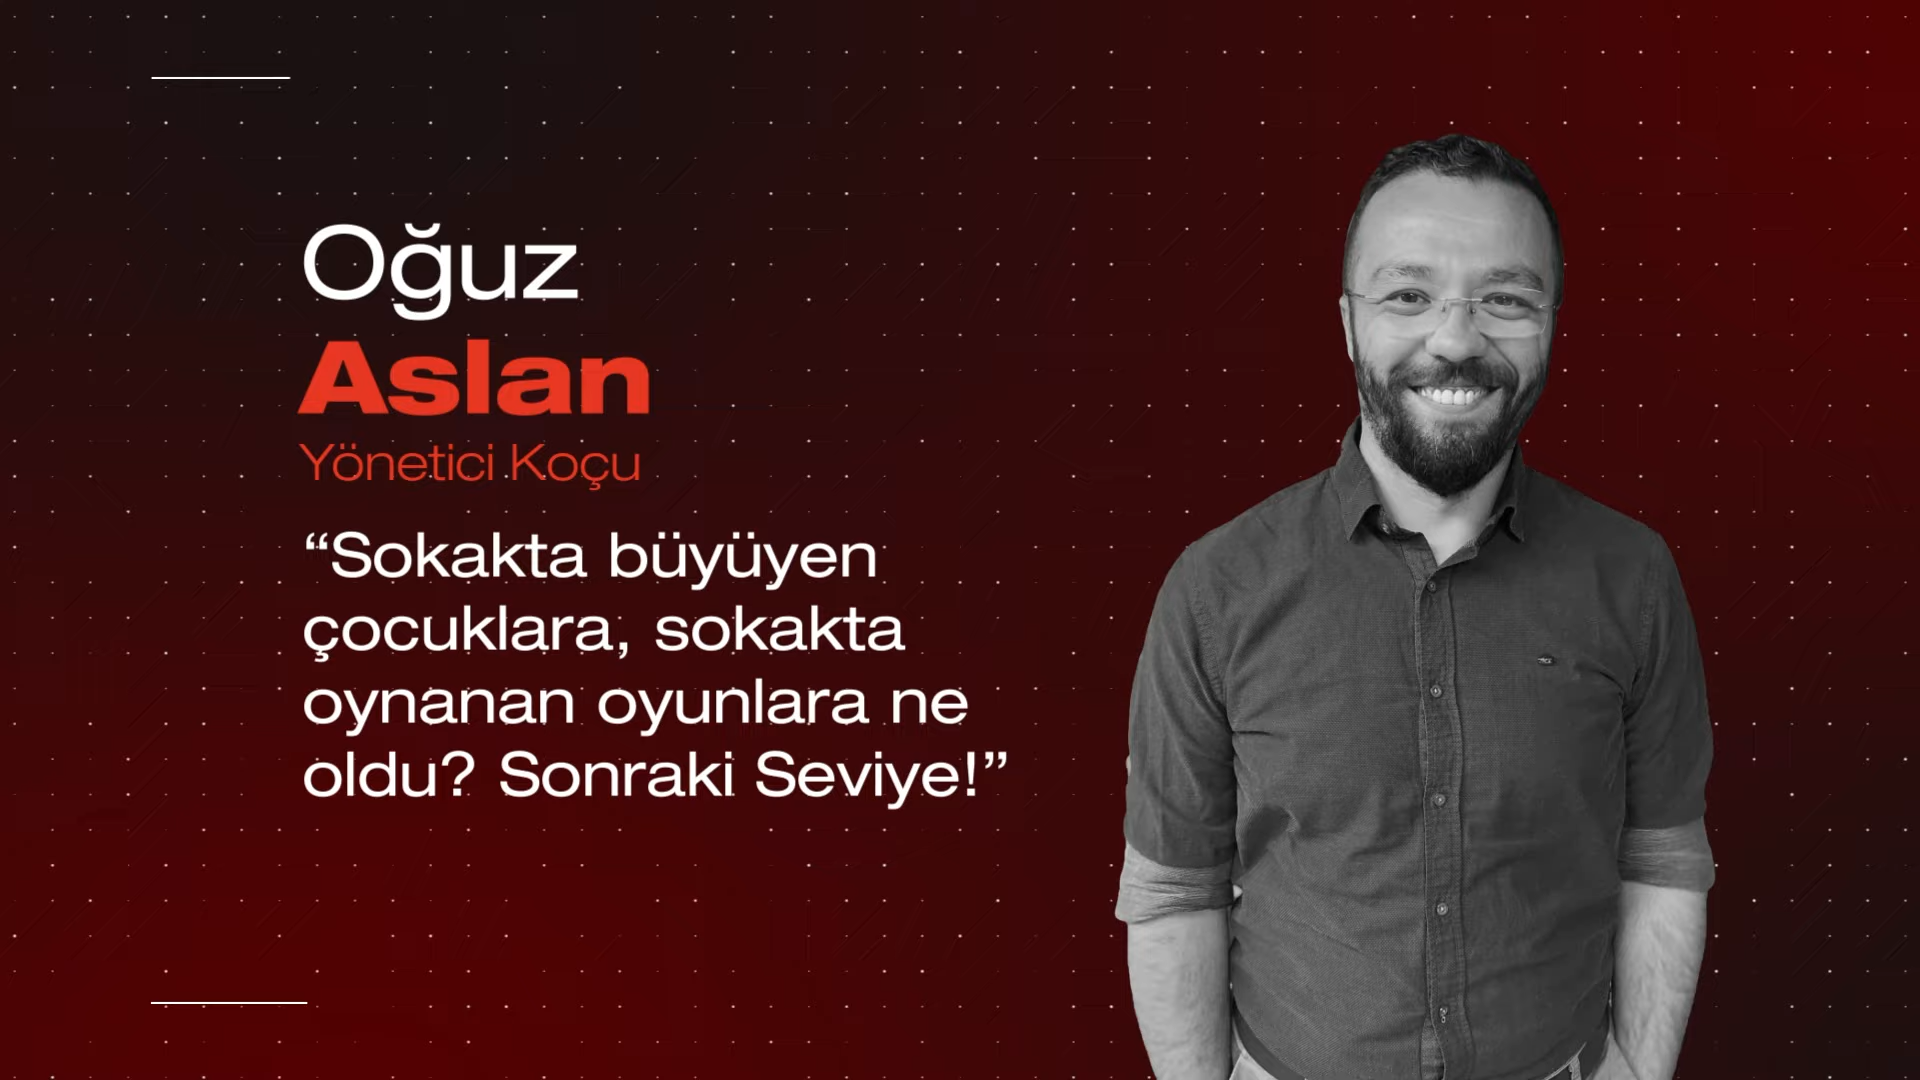 Oğuz
Aslan
Yönetici Koçu
“Sokakta büyüyen
çocuklara, sokakta
oynanan oyunlara ne
oldu? Sonraki Seviye!”